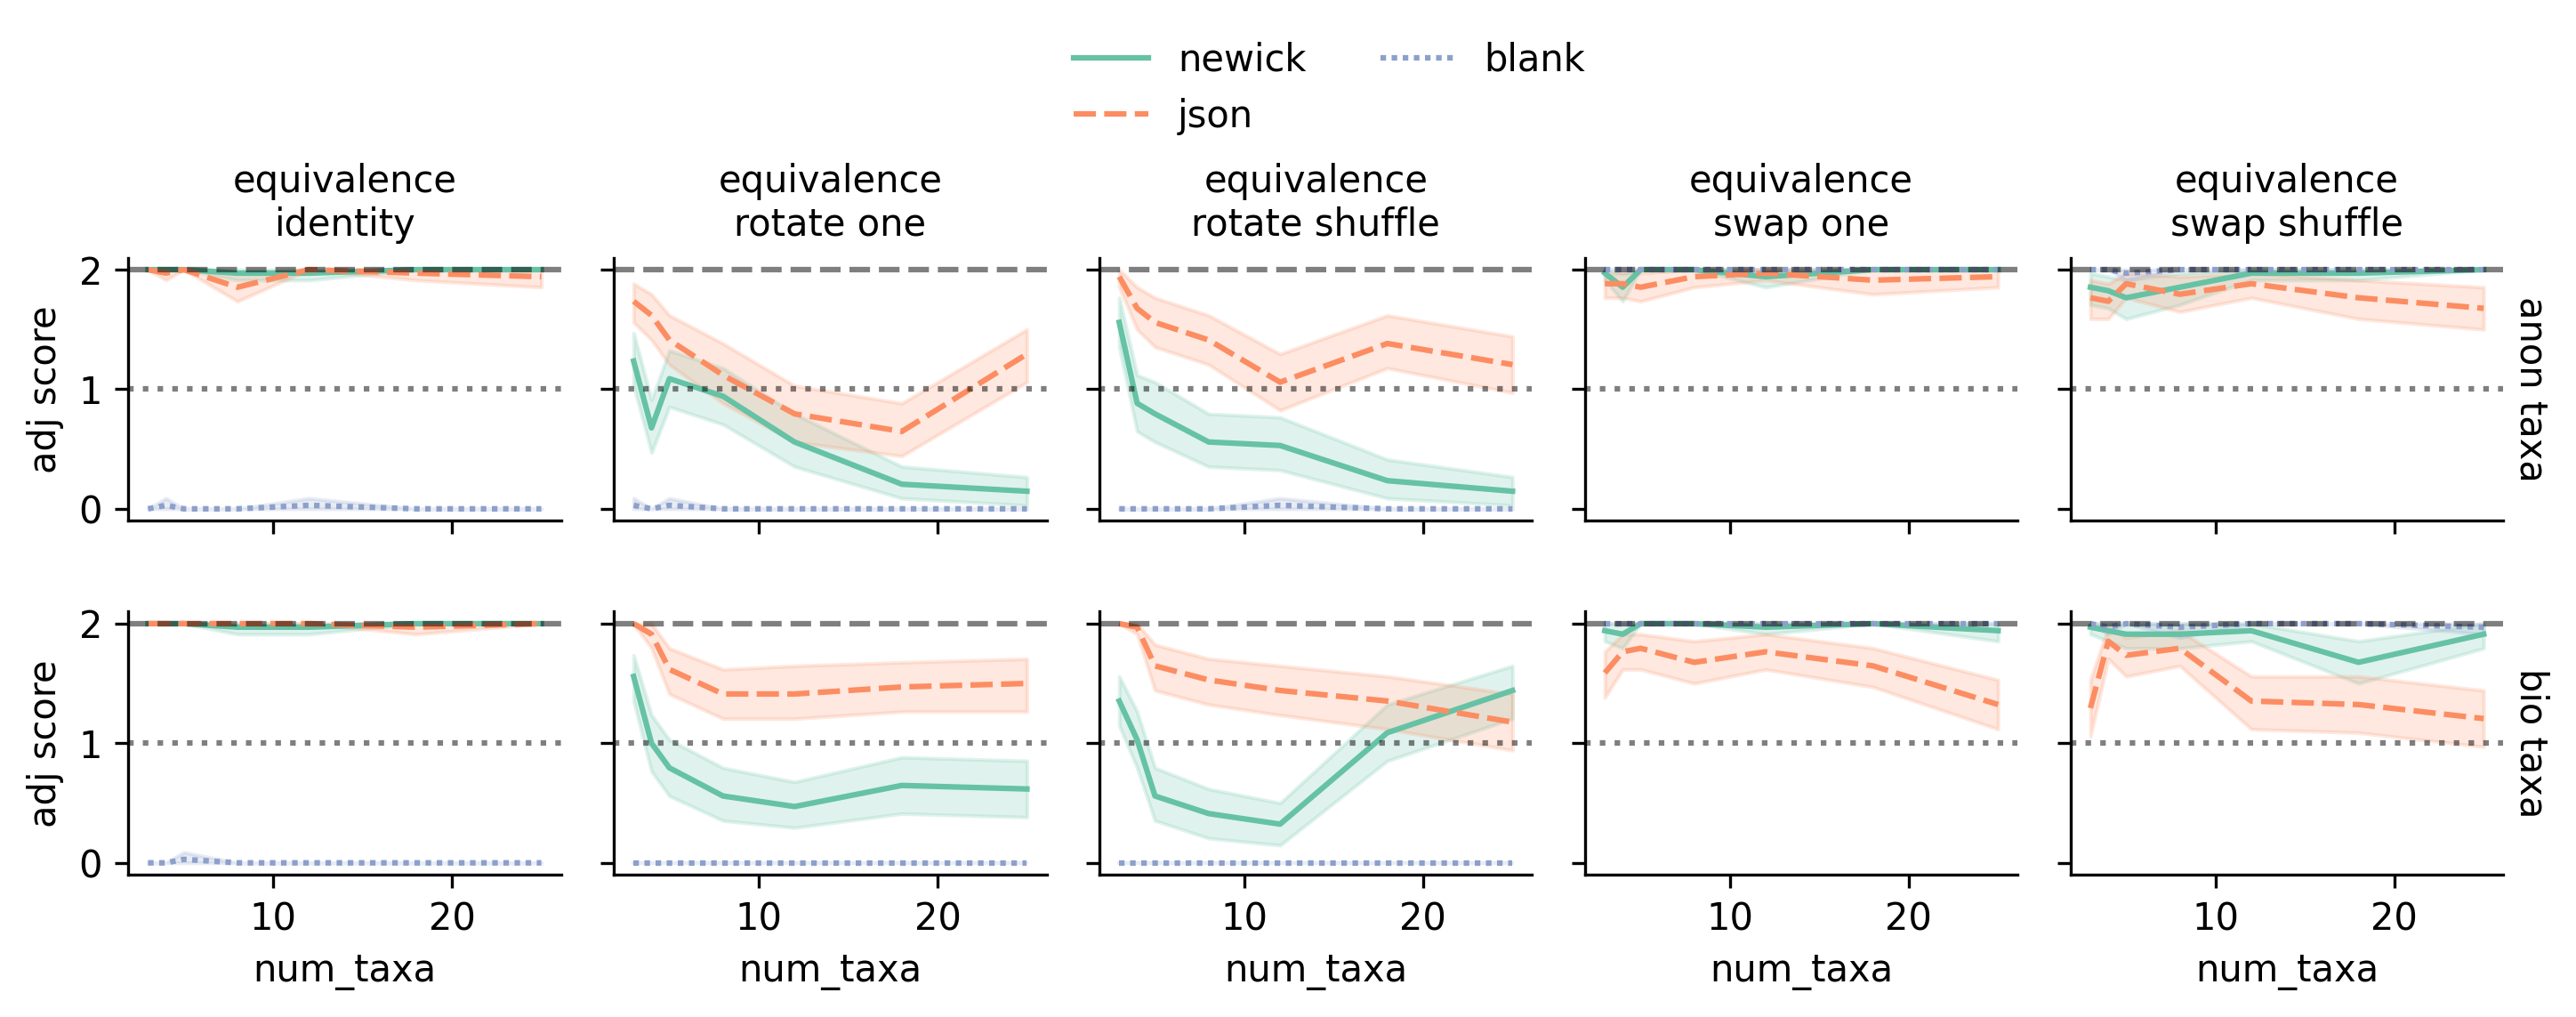 newick
blank
json
equivalence
identity
equivalence
rotate one
equivalence
rotate shuffle
equivalence
swap one
equivalence
swap shuffle
2
1
0
adj score
anon taxa
2
1
0
adj score
bio taxa
10 20
10 20
10 20
10 20
10 20
num_taxa
num_taxa
num_taxa
num_taxa
num_taxa